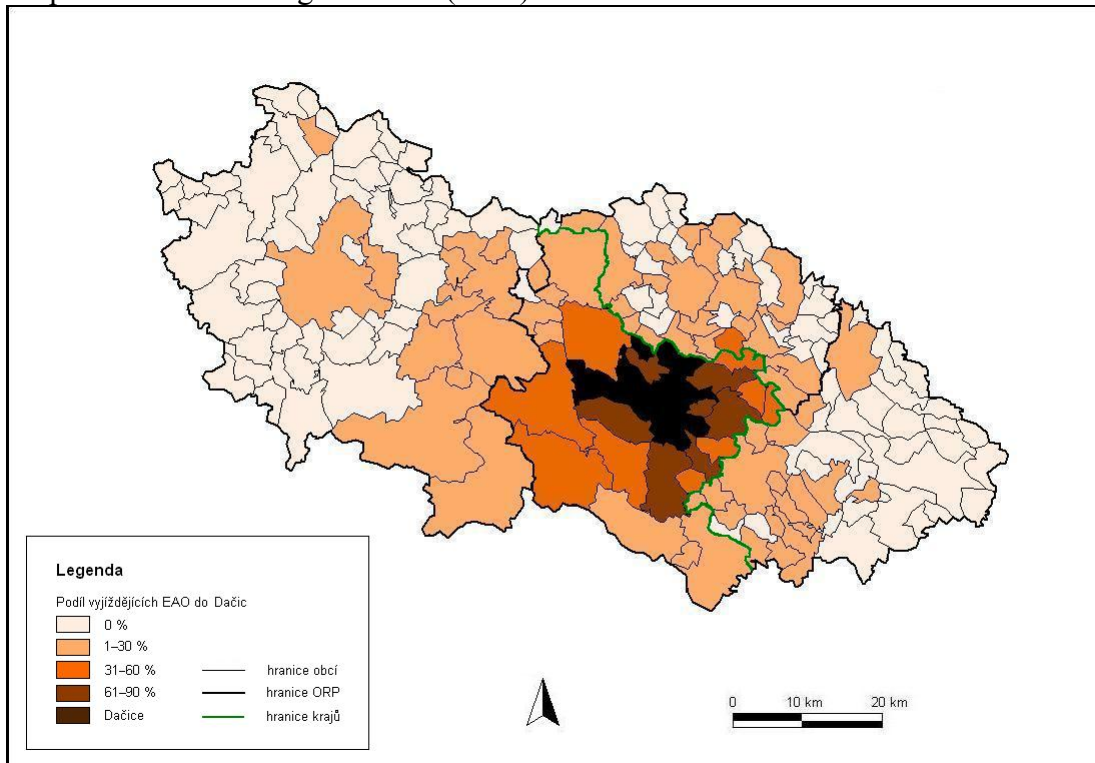 Legenda
Podíl vyjíždějících EAO do Dačic
0 %
1–30 %
31–60 %
61–90 %
Dačice
hranice obcí
hranice ORP
hranice krajů
0 10 km 20 km